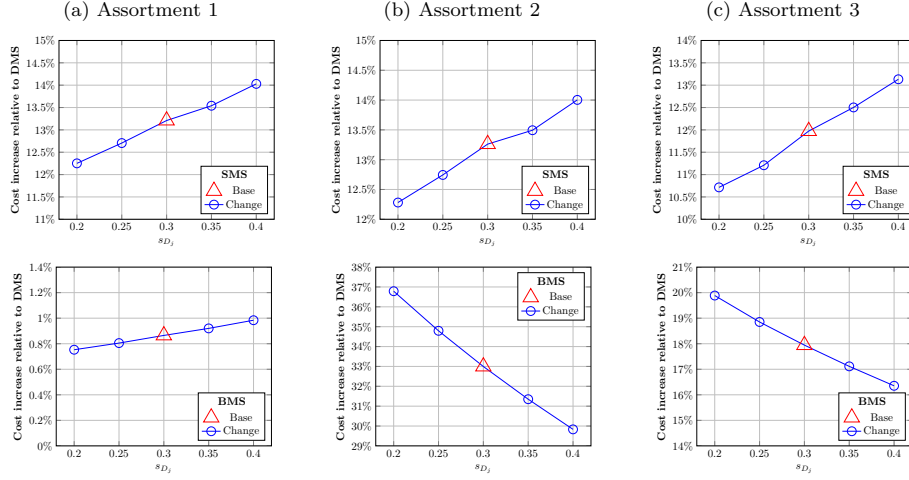 (a) Assortment 1
Cost increase relative to DMS
15%
14%
13.5%
13%
12.5%
12%
11.5%
11%
0.2 0.25 0.3 0.35 0.4
s_{D_j}
SMS
Base
Change
(b) Assortment 2
Cost increase relative to DMS
15%
14%
13.5%
13%
12.5%
12%
0.2 0.25 0.3 0.35 0.4
s_{D_j}
SMS
Base
Change
(c) Assortment 3
Cost increase relative to DMS
14%
13%
12.5%
12%
11.5%
11%
10.5%
10%
0.2 0.25 0.3 0.35 0.4
s_{D_j}
SMS
Base
Change
Cost increase relative to DMS
1.4%
1.2%
1%
0.8%
0.6%
0.4%
0.2%
0%
0.2 0.25 0.3 0.35 0.4
s_{D_j}
BMS
Base
Change
Cost increase relative to DMS
38%
37%
36%
35%
34%
33%
32%
31%
30%
29%
0.2 0.25 0.3 0.35 0.4
s_{D_j}
BMS
Base
Change
Cost increase relative to DMS
21%
20%
19%
18%
17%
16%
15%
14%
0.2 0.25 0.3 0.35 0.4
s_{D_j}
BMS
Base
Change